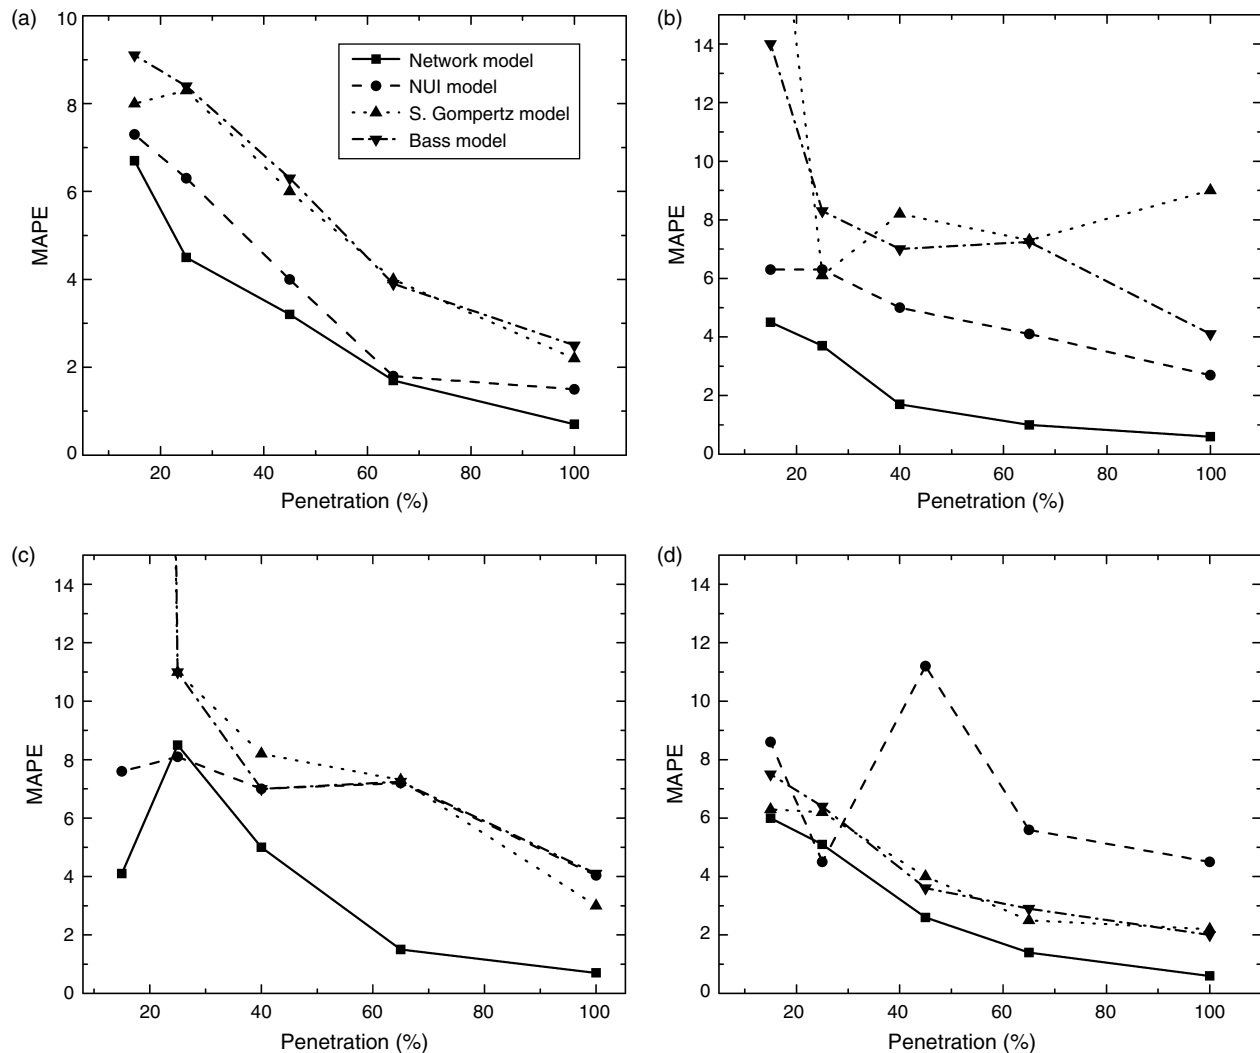 (a)
10
8
6
4
2
0
MAPE
Network model
NUI model
S. Gompertz model
Bass model
20 40 60 80 100
Penetration (%)
(b)
14
12
10
8
6
4
2
0
MAPE
20 40 60 80 100
Penetration (%)
(c)
14
12
10
8
6
4
2
0
MAPE
20 40 60 80 100
Penetration (%)
(d)
14
12
10
8
6
4
2
0
MAPE
20 40 60 80 100
Penetration (%)